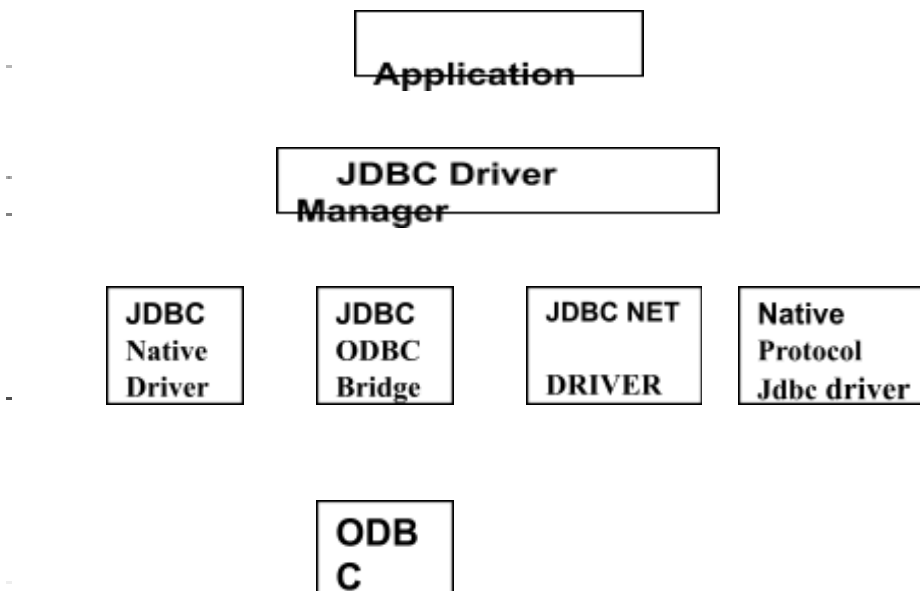 Application
JDBC Driver
Manager
JDBC
Native
Driver
JDBC
ODBC
Bridge
JDBC NET
DRIVER
Native
Protocol
Jdbc driver
ODB
C